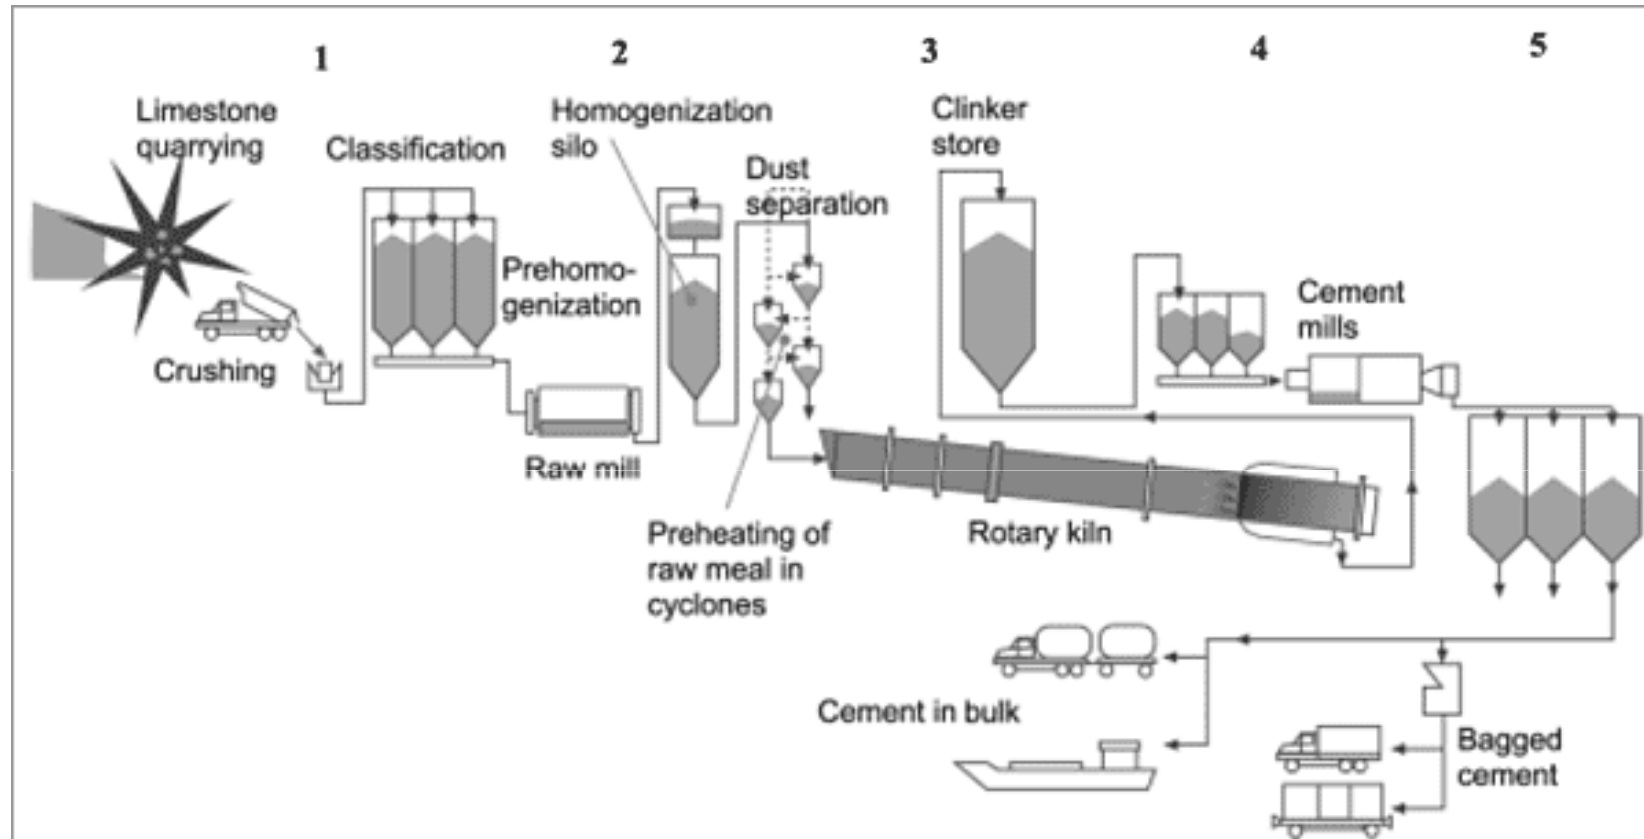 1
2
3
4
5
Limestone
quarrying
Classification
Homogenization
silo
Dust
separation
Clinker
store
Prehomo-
genization
Cement
mills
Crushing
Raw mill
Preheating of
raw meal in
cyclones
Rotary kiln
Cement in bulk
Bagged
cement